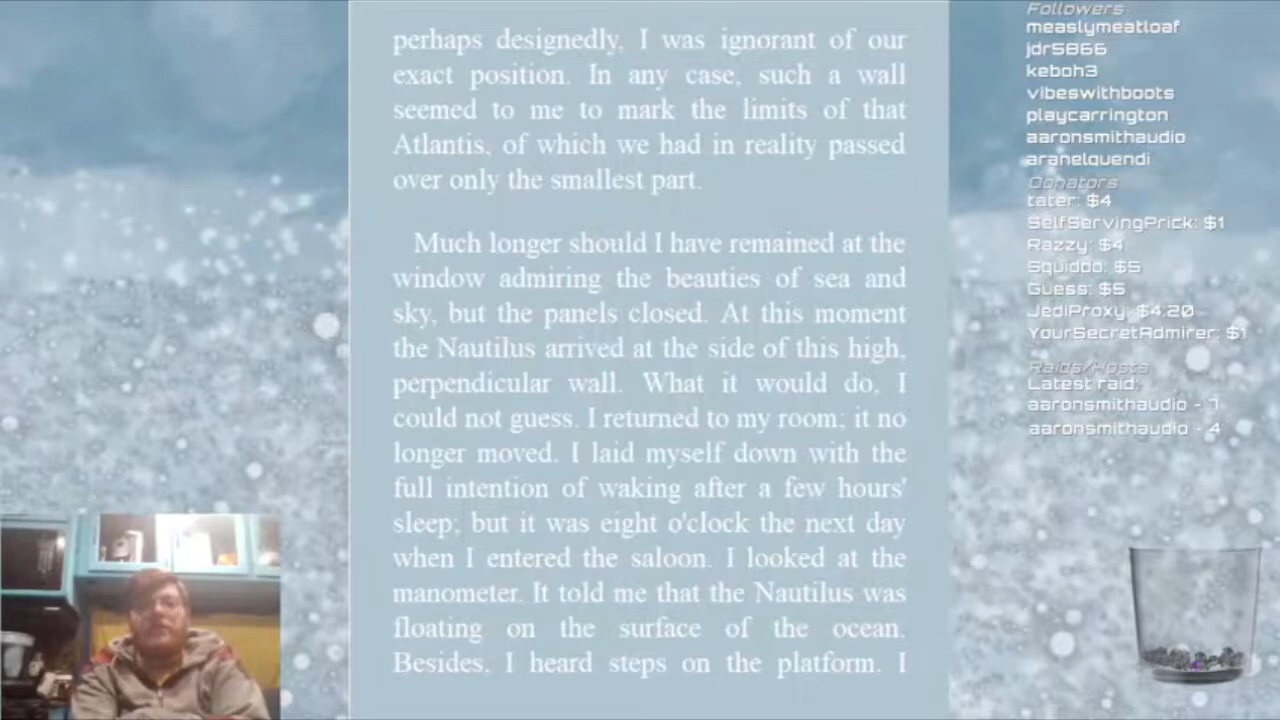 perhaps designedly, I was ignorant of our
exact position. In any case, such a wall
seemed to me to mark the limits of that
Atlantis, of which we had in reality passed
over only the smallest part.
Much longer should I have remained at the
window admiring the beauties of sea and
sky, but the panels closed. At this moment
the Nautilus arrived at the side of this high,
perpendicular wall. What it would do, I
could not guess. I returned to my room; it no
longer moved. I laid myself down with the
full intention of waking after a few hours'
sleep; but it was eight o'clock the next day
when I entered the saloon. I looked at the
manometer. It told me that the Nautilus was
floating on the surface of the ocean.
Besides, I heard steps on the platform. I
Followers
measlymeatloaf
jdr5866
keboh3
vibeswithboots
playcarrington
aaronsmithaudio
aranelquendi
Donators
tater: $4
SelfServingPrick: $1
Razzy: $4
Squidoo: $5
Guess: $5
JediProxy: $4.20
YourSecretAdmirer: $1
Raids/Hosts
Latest raid:
aaronsmithaudio - 7
aaronsmithaudio - 4